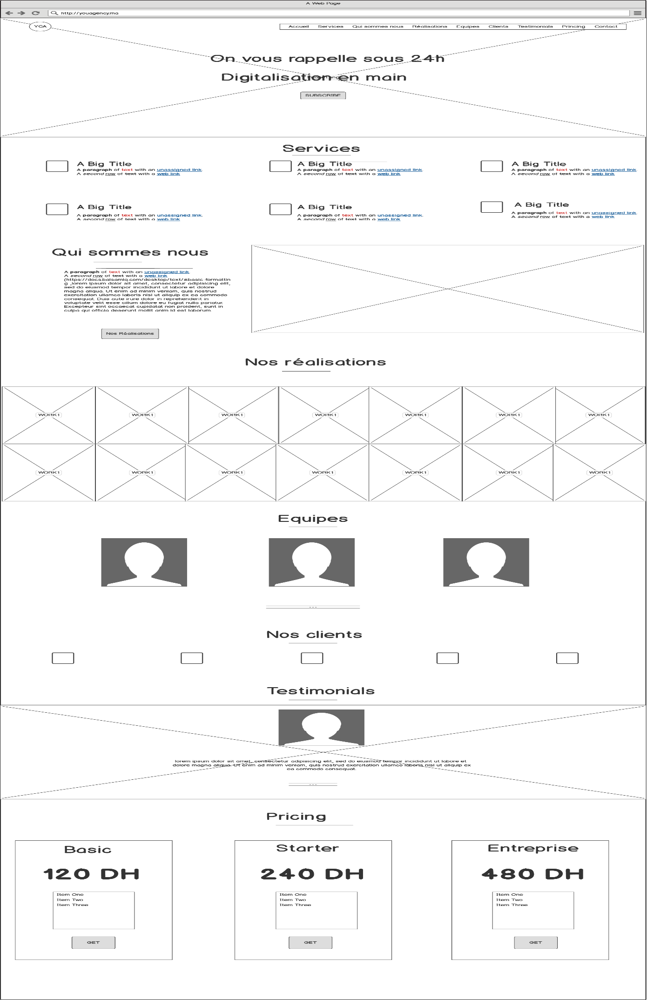 A Web Page
http://youagency.ma
YCA
Accueil Services Qui sommes nous Réalisations Equipes Clients Testimonials Princing Contact
On vous rappelle sous 24h
Digitalisation en main
SUBSCRIBE
Services
A Big Title
A paragraph of text with an unassigned link.
A second row of text with a web link
A Big Title
A paragraph of text with an unassigned link.
A second row of text with a web link
A Big Title
A paragraph of text with an unassigned link.
A second row of text with a web link
A Big Title
A paragraph of text with an unassigned link.
A second row of text with a web link
A Big Title
A paragraph of text with an unassigned link.
A second row of text with a web link
A Big Title
A paragraph of text with an unassigned link.
A second row of text with a web link
Qui sommes nous
A paragraph of text with an unassigned link.
A second row of text with a web link
(https://docs.balsamiq.com/desktop/text/#basic-formattin
g ,lorem ipsum dolor sit amet, consectetur adipisicing elit,
sed do eiusmod tempor incididunt ut labore et dolore
magna aliqua. Ut enim ad minim veniam, quis nostrud
exercitation ullamco laboris nisi ut aliquip ex ea commodo
consequat. Duis aute irure dolor in reprehenderit in
voluptate velit esse cillum dolore eu fugiat nulla pariatur.
Excepteur sint occaecat cupidatat non proident, sunt in
culpa qui officia deserunt mollit anim id est laborum.
Nos Réalisations
Nos réalisations
WORK1 WORK1 WORK1 WORK1 WORK1 WORK1 WORK1
WORK1 WORK1 WORK1 WORK1 WORK1 WORK1 WORK1
Equipes
Nos clients
Testimonials
lorem ipsum dolor sit amet, consectetur adipisicing elit, sed do eiusmod tempor incididunt ut labore et
dolore magna aliqua. Ut enim ad minim veniam, quis nostrud exercitation ullamco laboris nisi ut aliquip ex
ea commodo consequat.
Pricing
Basic
120 DH
Item One
Item Two
Item Three
GET
Starter
240 DH
Item One
Item Two
Item Three
GET
Entreprise
480 DH
Item One
Item Two
Item Three
GET